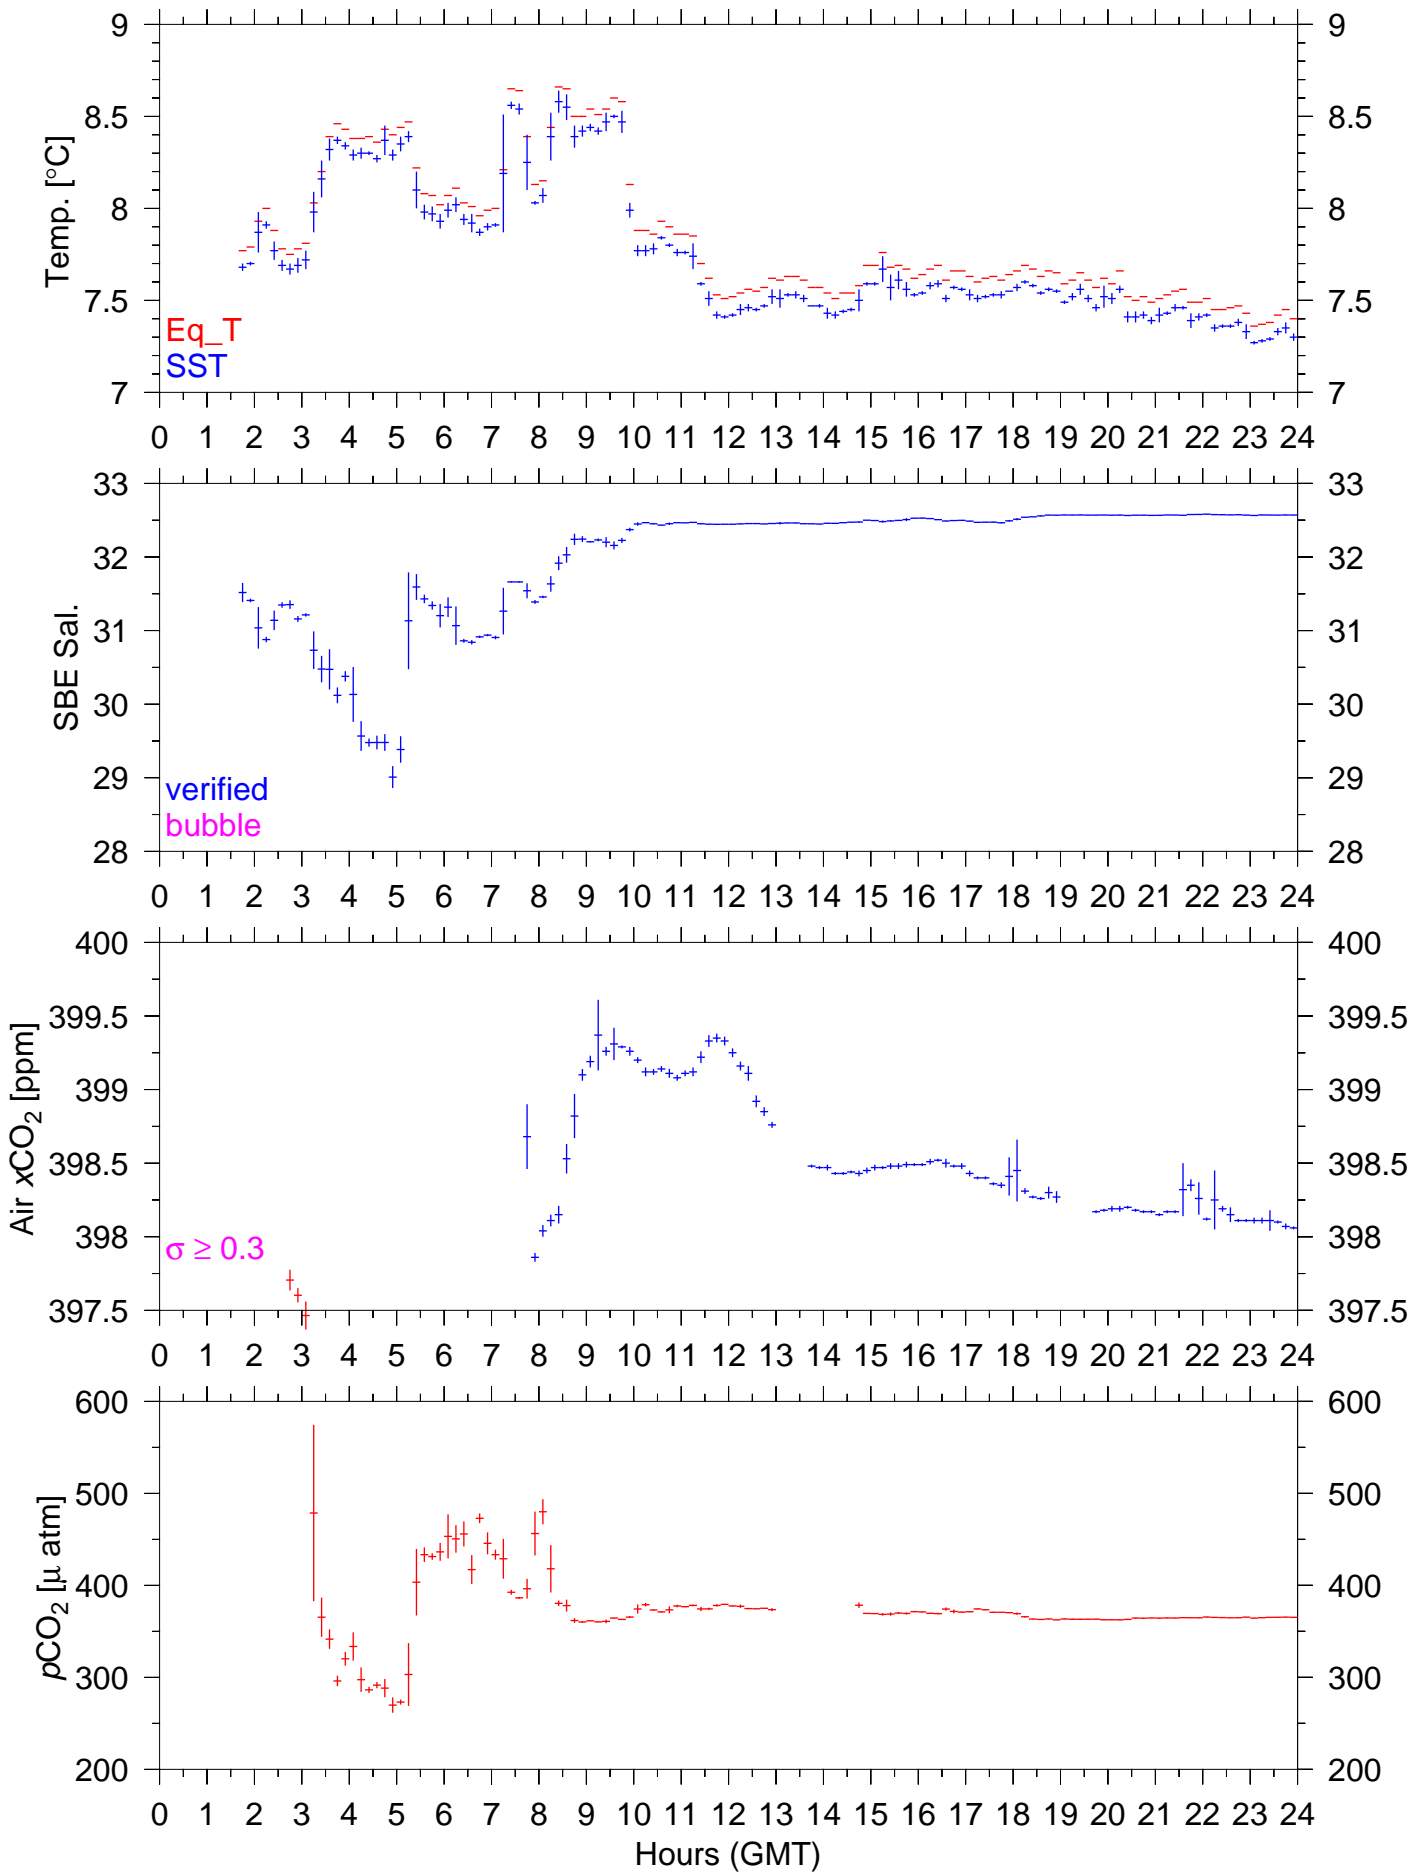 9 9
8.5 8.5
8 8
7.5 7.5
7 7
Temp. [°C]
Eq_T
SST
0 1 2 3 4 5 6 7 8 9 10 11 12 13 14 15 16 17 18 19 20 21 22 23 24
33 33
32 32
31 31
30 30
29 29
28 28
SBE Sal.
verified
bubble
0 1 2 3 4 5 6 7 8 9 10 11 12 13 14 15 16 17 18 19 20 21 22 23 24
400 400
399.5 399.5
399 399
398.5 398.5
398 398
397.5 397.5
Air xCO₂ [ppm]
σ ≥ 0.3
0 1 2 3 4 5 6 7 8 9 10 11 12 13 14 15 16 17 18 19 20 21 22 23 24
600 600
500 500
400 400
300 300
200 200
pCO₂ [μ atm]
0 1 2 3 4 5 6 7 8 9 10 11 12 13 14 15 16 17 18 19 20 21 22 23 24
Hours (GMT)